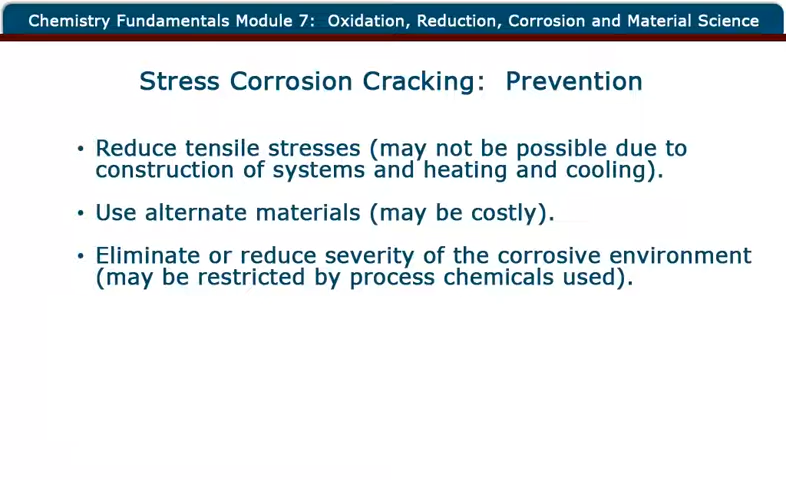 Chemistry Fundamentals Module 7: Oxidation, Reduction, Corrosion and Material Science
Stress Corrosion Cracking: Prevention
• Reduce tensile stresses (may not be possible due to
construction of systems and heating and cooling).
• Use alternate materials (may be costly).
• Eliminate or reduce severity of the corrosive environment
(may be restricted by process chemicals used).